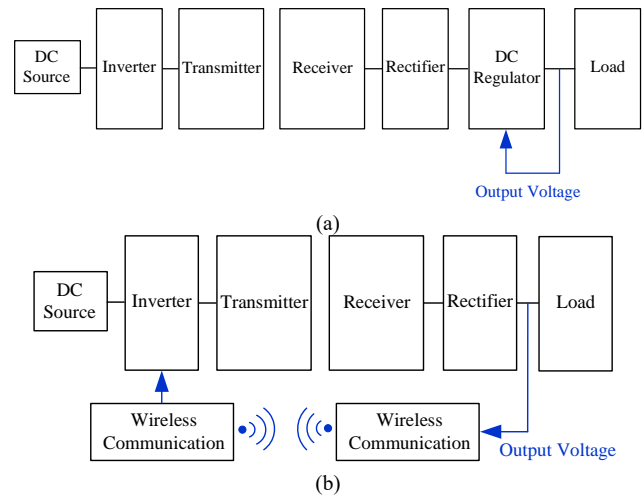 DC
Source
Inverter
Transmitter
Receiver
Rectifier
DC
Regulator
Load
Output Voltage
(a)
DC
Source
Inverter
Transmitter
Receiver
Rectifier
Load
Wireless
Communication
Wireless
Communication
Output Voltage
(b)